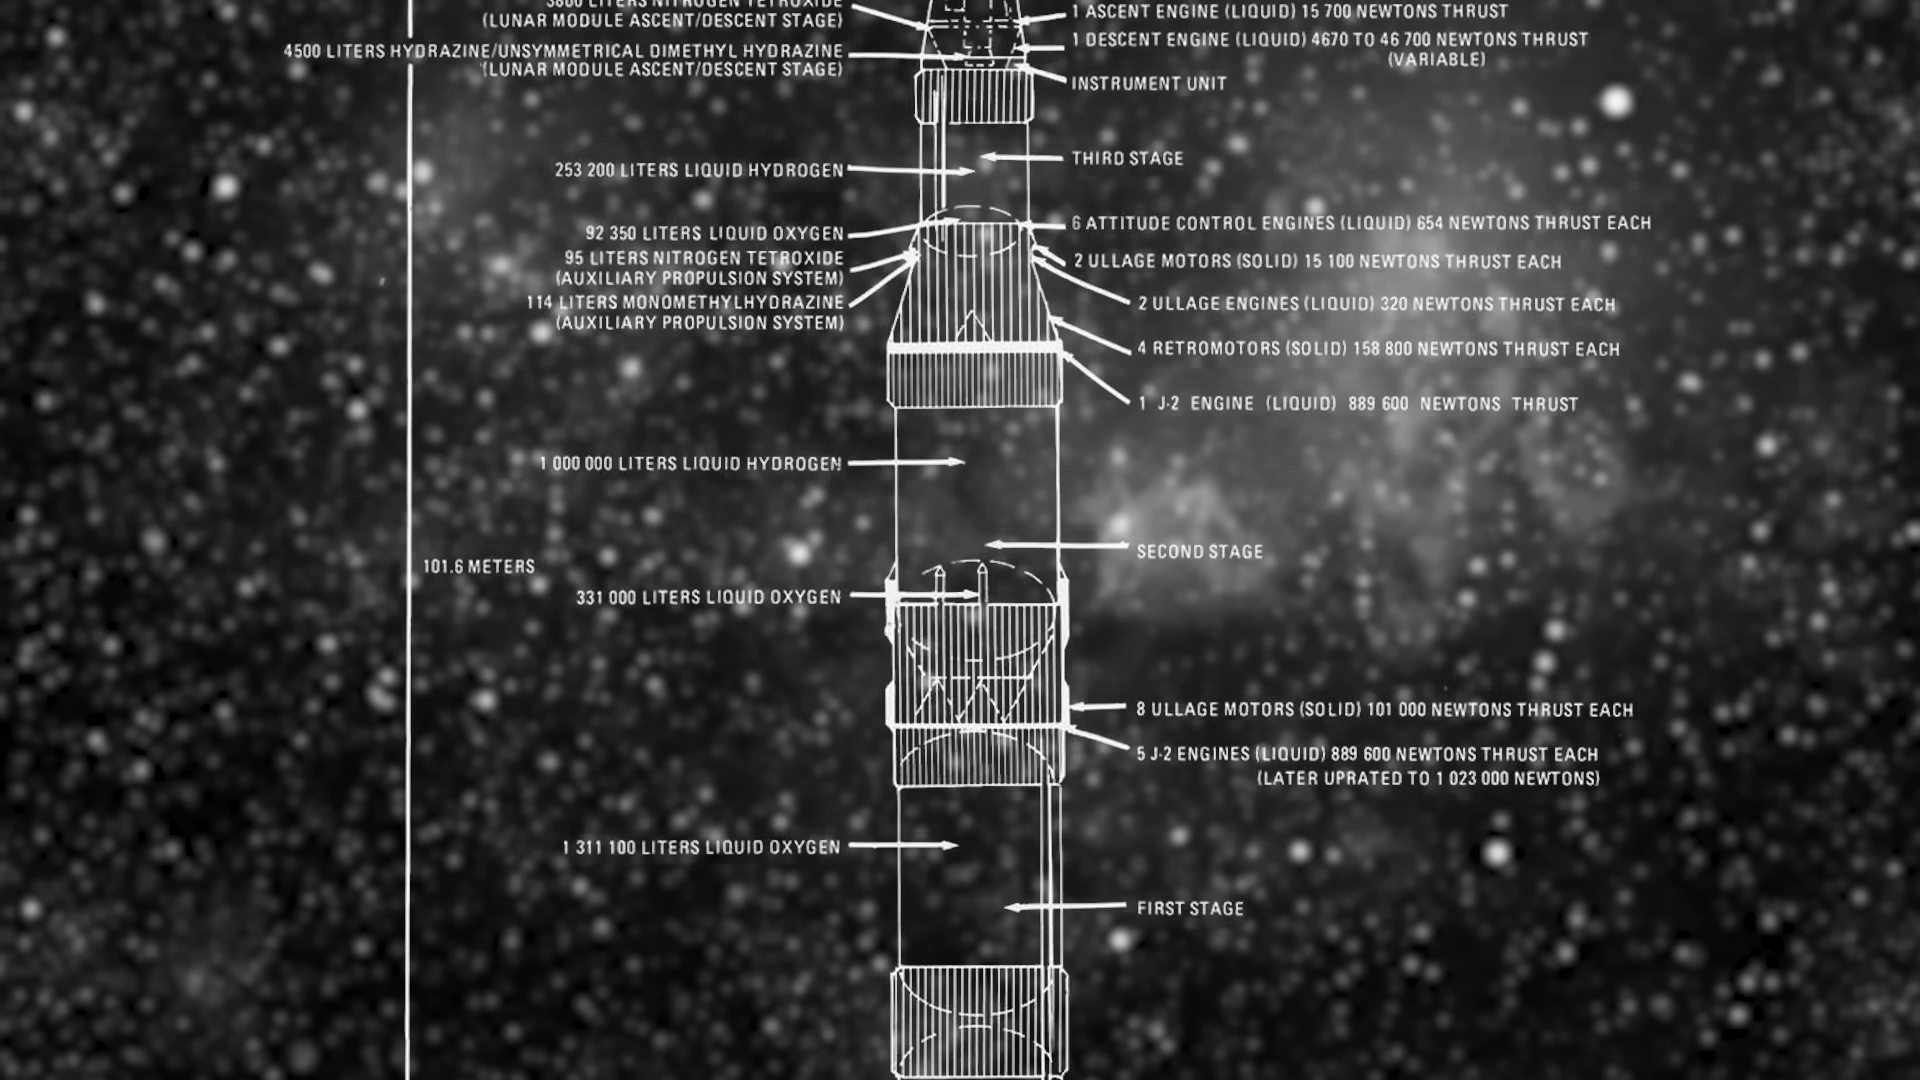 3800 LITERS NITROGEN TETROXIDE
(LUNAR MODULE ASCENT/DESCENT STAGE)
4500 LITERS HYDRAZINE/UNSYMMETRICAL DIMETHYL HYDRAZINE
(LUNAR MODULE ASCENT/DESCENT STAGE)
253 200 LITERS LIQUID HYDROGEN
92 350 LITERS LIQUID OXYGEN
95 LITERS NITROGEN TETROXIDE
(AUXILIARY PROPULSION SYSTEM)
114 LITERS MONOMETHYLHYDRAZINE
(AUXILIARY PROPULSION SYSTEM)
1 000 000 LITERS LIQUID HYDROGEN
101.6 METERS
331 000 LITERS LIQUID OXYGEN
1 311 100 LITERS LIQUID OXYGEN
1 ASCENT ENGINE (LIQUID) 15 700 NEWTONS THRUST
1 DESCENT ENGINE (LIQUID) 4670 TO 46 700 NEWTONS THRUST
(VARIABLE)
INSTRUMENT UNIT
THIRD STAGE
6 ATTITUDE CONTROL ENGINES (LIQUID) 654 NEWTONS THRUST EACH
2 ULLAGE MOTORS (SOLID) 15 100 NEWTONS THRUST EACH
2 ULLAGE ENGINES (LIQUID) 320 NEWTONS THRUST EACH
4 RETROMOTORS (SOLID) 158 800 NEWTONS THRUST EACH
1 J-2 ENGINE (LIQUID) 889 600 NEWTONS THRUST
SECOND STAGE
8 ULLAGE MOTORS (SOLID) 101 000 NEWTONS THRUST EACH
5 J-2 ENGINES (LIQUID) 889 600 NEWTONS THRUST EACH
(LATER UPRATED TO 1 023 000 NEWTONS)
FIRST STAGE